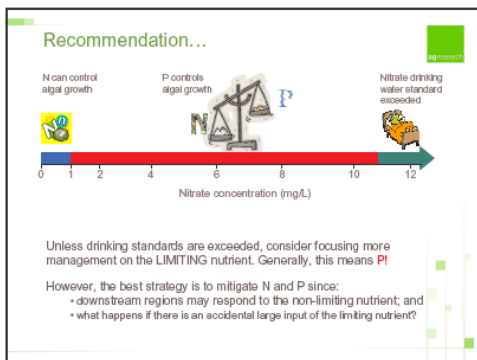 Recommendation...
agresearch
N can control
algal growth
P controls
algal growth
Nitrate drinking
water standard
exceeded
N n
N
P
0 1 2 4 6 8 10 12
Nitrate concentration (mg/L)
Unless drinking standards are exceeded, consider focusing more
management on the LIMITING nutrient. Generally, this means P!
However, the best strategy is to mitigate N and P since:
• downstream regions may respond to the non-limiting nutrient; and
• what happens if there is an accidental large input of the limiting nutrient?